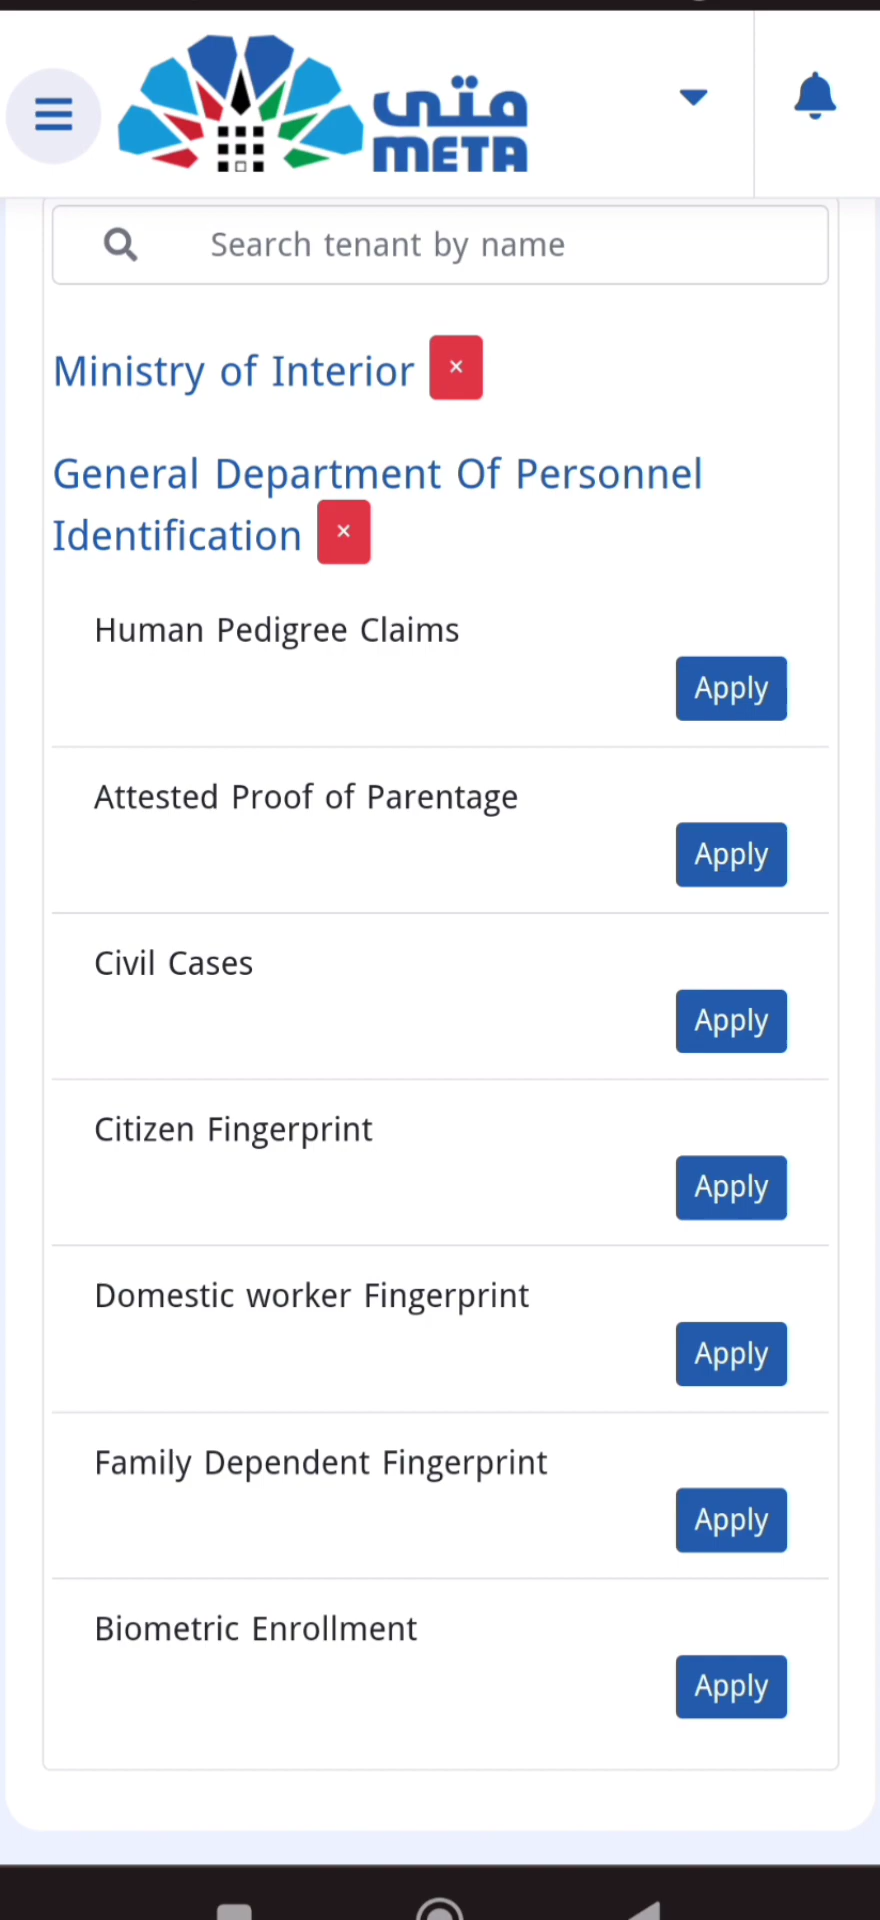 متى
META
Search tenant by name
Ministry of Interior ×
General Department Of Personnel
Identification ×
Human Pedigree Claims
Apply
Attested Proof of Parentage
Apply
Civil Cases
Apply
Citizen Fingerprint
Apply
Domestic worker Fingerprint
Apply
Family Dependent Fingerprint
Apply
Biometric Enrollment
Apply